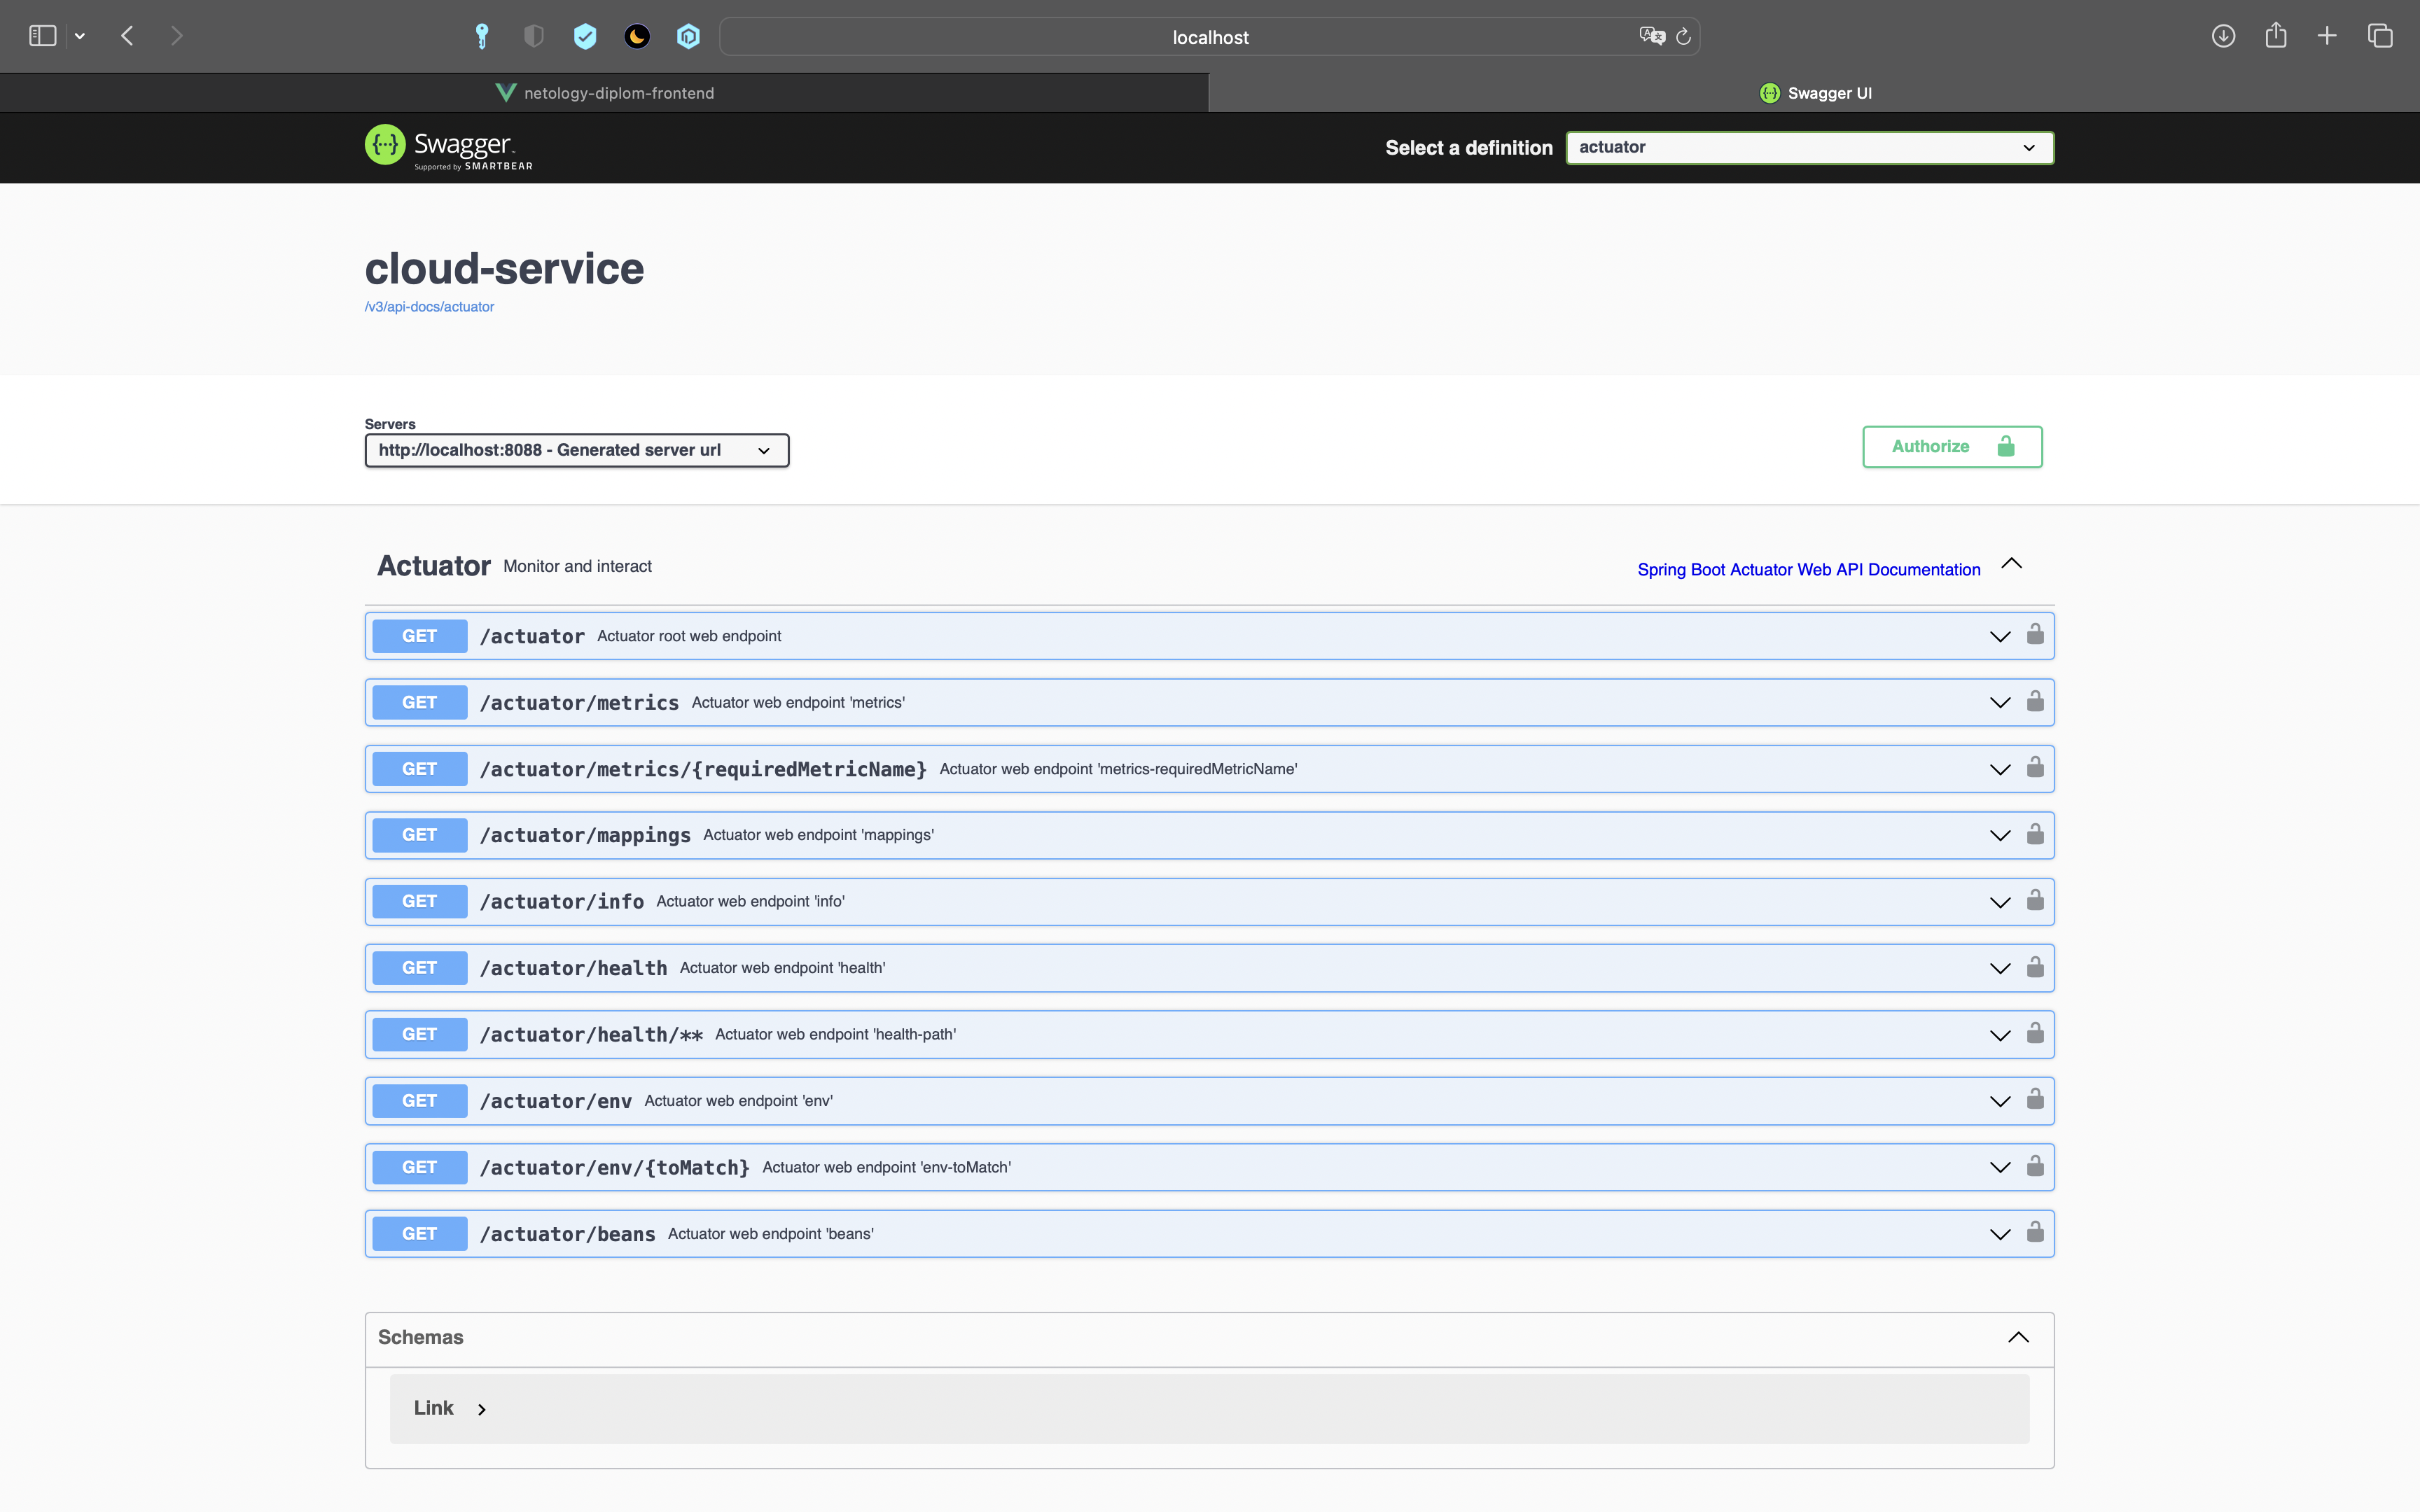 localhost
netology-diplom-frontend
Swagger UI
Swagger
Supported by SMARTBEAR
Select a definition
actuator
cloud-service
/v3/api-docs/actuator
Servers
http://localhost:8088 - Generated server url
Authorize
Actuator Monitor and interact
Spring Boot Actuator Web API Documentation
GET /actuator Actuator root web endpoint
GET /actuator/metrics Actuator web endpoint 'metrics'
GET /actuator/metrics/{requiredMetricName} Actuator web endpoint 'metrics-requiredMetricName'
GET /actuator/mappings Actuator web endpoint 'mappings'
GET /actuator/info Actuator web endpoint 'info'
GET /actuator/health Actuator web endpoint 'health'
GET /actuator/health/** Actuator web endpoint 'health-path'
GET /actuator/env Actuator web endpoint 'env'
GET /actuator/env/{toMatch} Actuator web endpoint 'env-toMatch'
GET /actuator/beans Actuator web endpoint 'beans'
Schemas
Link